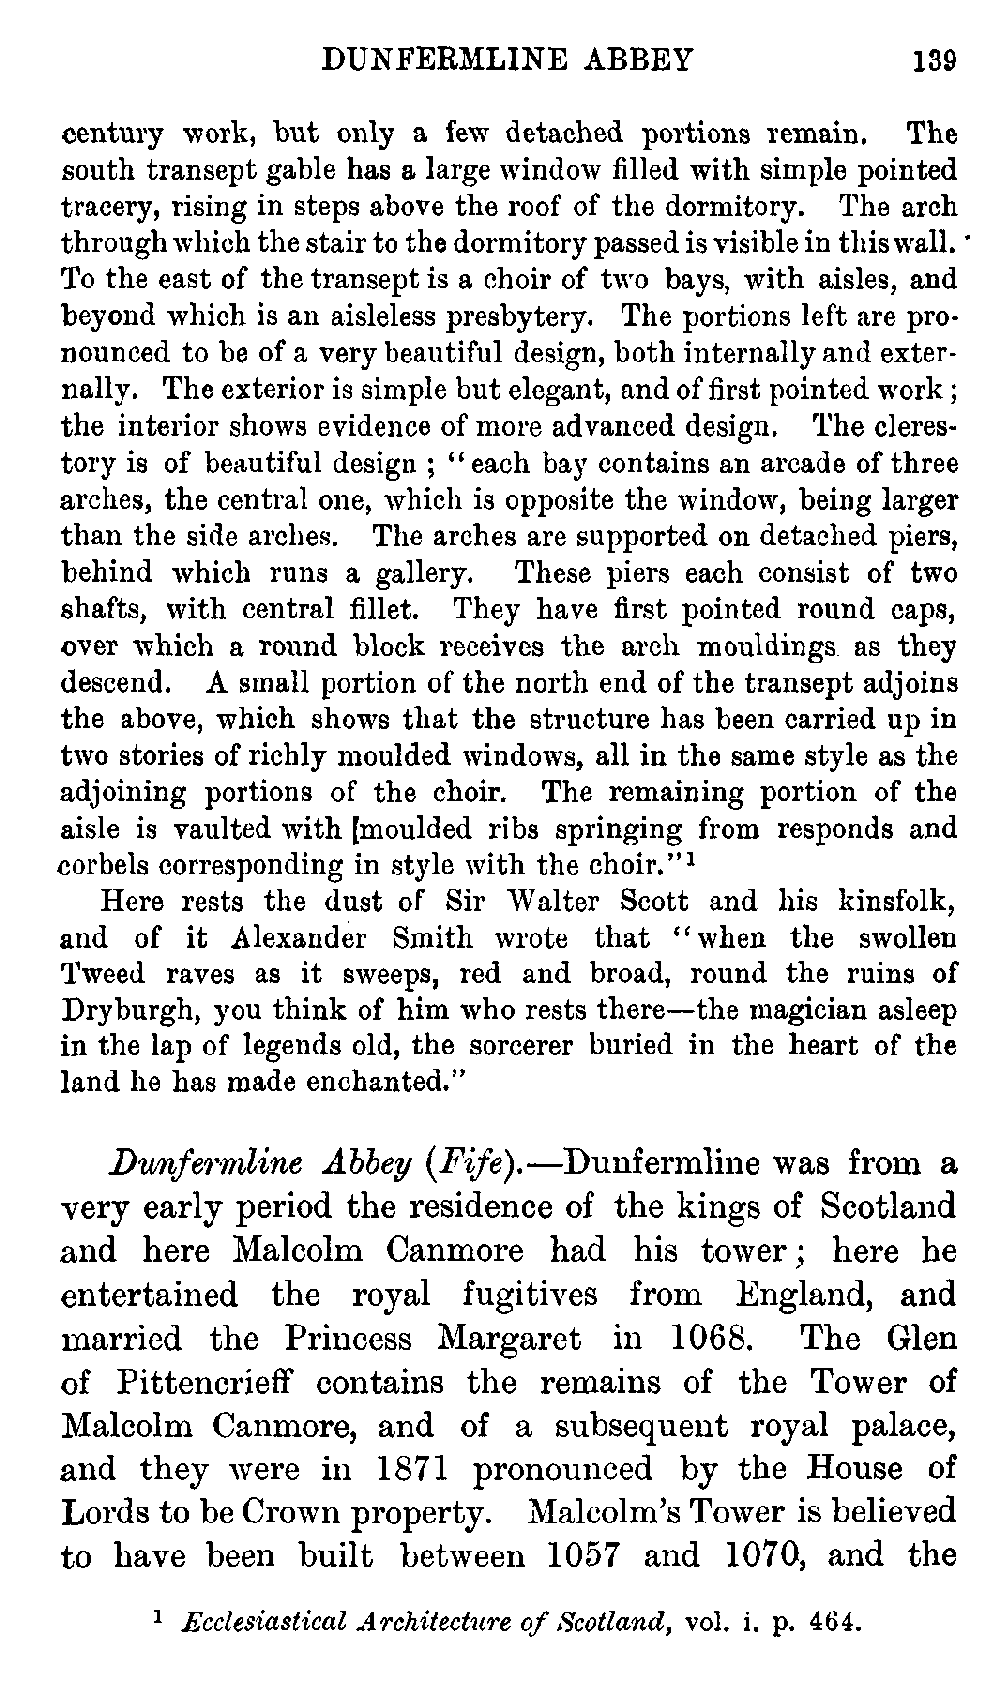 DUNFERMLINE ABBEY 139
century work, but only a few detached portions remain. The
south transept gable has a large window filled with simple pointed
tracery, rising in steps above the roof of the dormitory. The arch
through which the stair to the dormitory passed is visible in this wall.
To the east of the transept is a choir of two bays, with aisles, and
beyond which is an aisleless presbytery. The portions left are pro-
nounced to be of a very beautiful design, both internally and exter-
nally. The exterior is simple but elegant, and of first pointed work ;
the interior shows evidence of more advanced design. The cleres-
tory is of beautiful design ; “each bay contains an arcade of three
arches, the central one, which is opposite the window, being larger
than the side arches. The arches are supported on detached piers,
behind which runs a gallery. These piers each consist of two
shafts, with central fillet. They have first pointed round caps,
over which a round block receives the arch mouldings as they
descend. A small portion of the north end of the transept adjoins
the above, which shows that the structure has been carried up in
two stories of richly moulded windows, all in the same style as the
adjoining portions of the choir. The remaining portion of the
aisle is vaulted with [moulded ribs springing from responds and
corbels corresponding in style with the choir.”¹
Here rests the dust of Sir Walter Scott and his kinsfolk,
and of it Alexander Smith wrote that “when the swollen
Tweed raves as it sweeps, red and broad, round the ruins of
Dryburgh, you think of him who rests there—the magician asleep
in the lap of legends old, the sorcerer buried in the heart of the
land he has made enchanted.”
Dunfermline Abbey (Fife).—Dunfermline was from a
very early period the residence of the kings of Scotland
and here Malcolm Canmore had his tower ; here he
entertained the royal fugitives from England, and
married the Princess Margaret in 1068. The Glen
of Pittencrieff contains the remains of the Tower of
Malcolm Canmore, and of a subsequent royal palace,
and they were in 1871 pronounced by the House of
Lords to be Crown property. Malcolm’s Tower is believed
to have been built between 1057 and 1070, and the
¹ Ecclesiastical Architecture of Scotland, vol. i. p. 464.